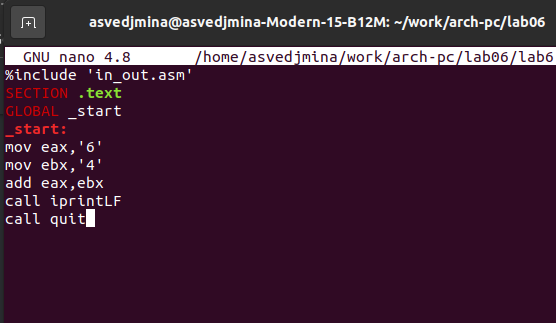 asvedjmina@asvedjmina-Modern-15-B12M: ~/work/arch-pc/lab06
GNU nano 4.8 /home/asvedjmina/work/arch-pc/lab06/lab6
%include 'in_out.asm'
SECTION .text
GLOBAL _start
_start:
mov eax,'6'
mov ebx,'4'
add eax,ebx
call iprintLF
call quit